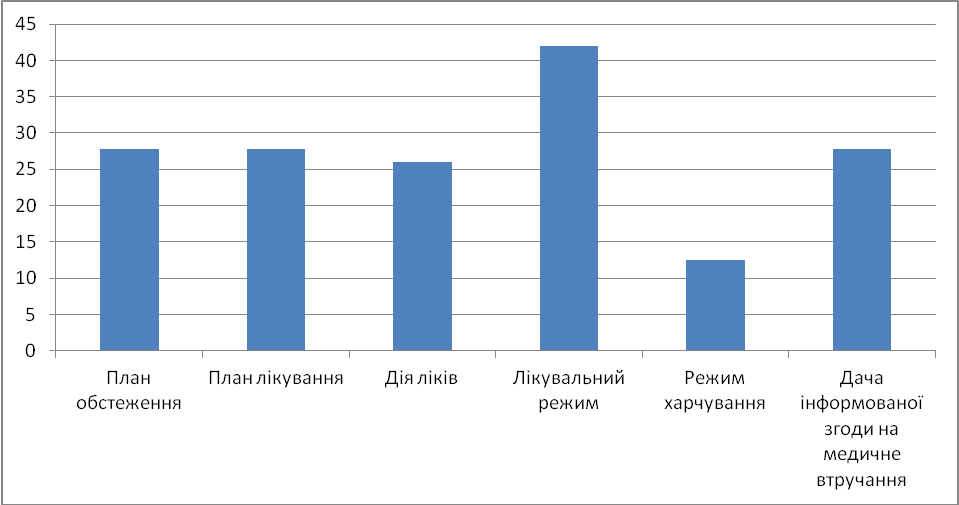 45
40
35
30
25
20
15
10
5
0
План
обстеження
План лікування
Дія ліків
Лікувальний
режим
Режим
харчування
Дача
інформованої
згоди на
медичне
втручання